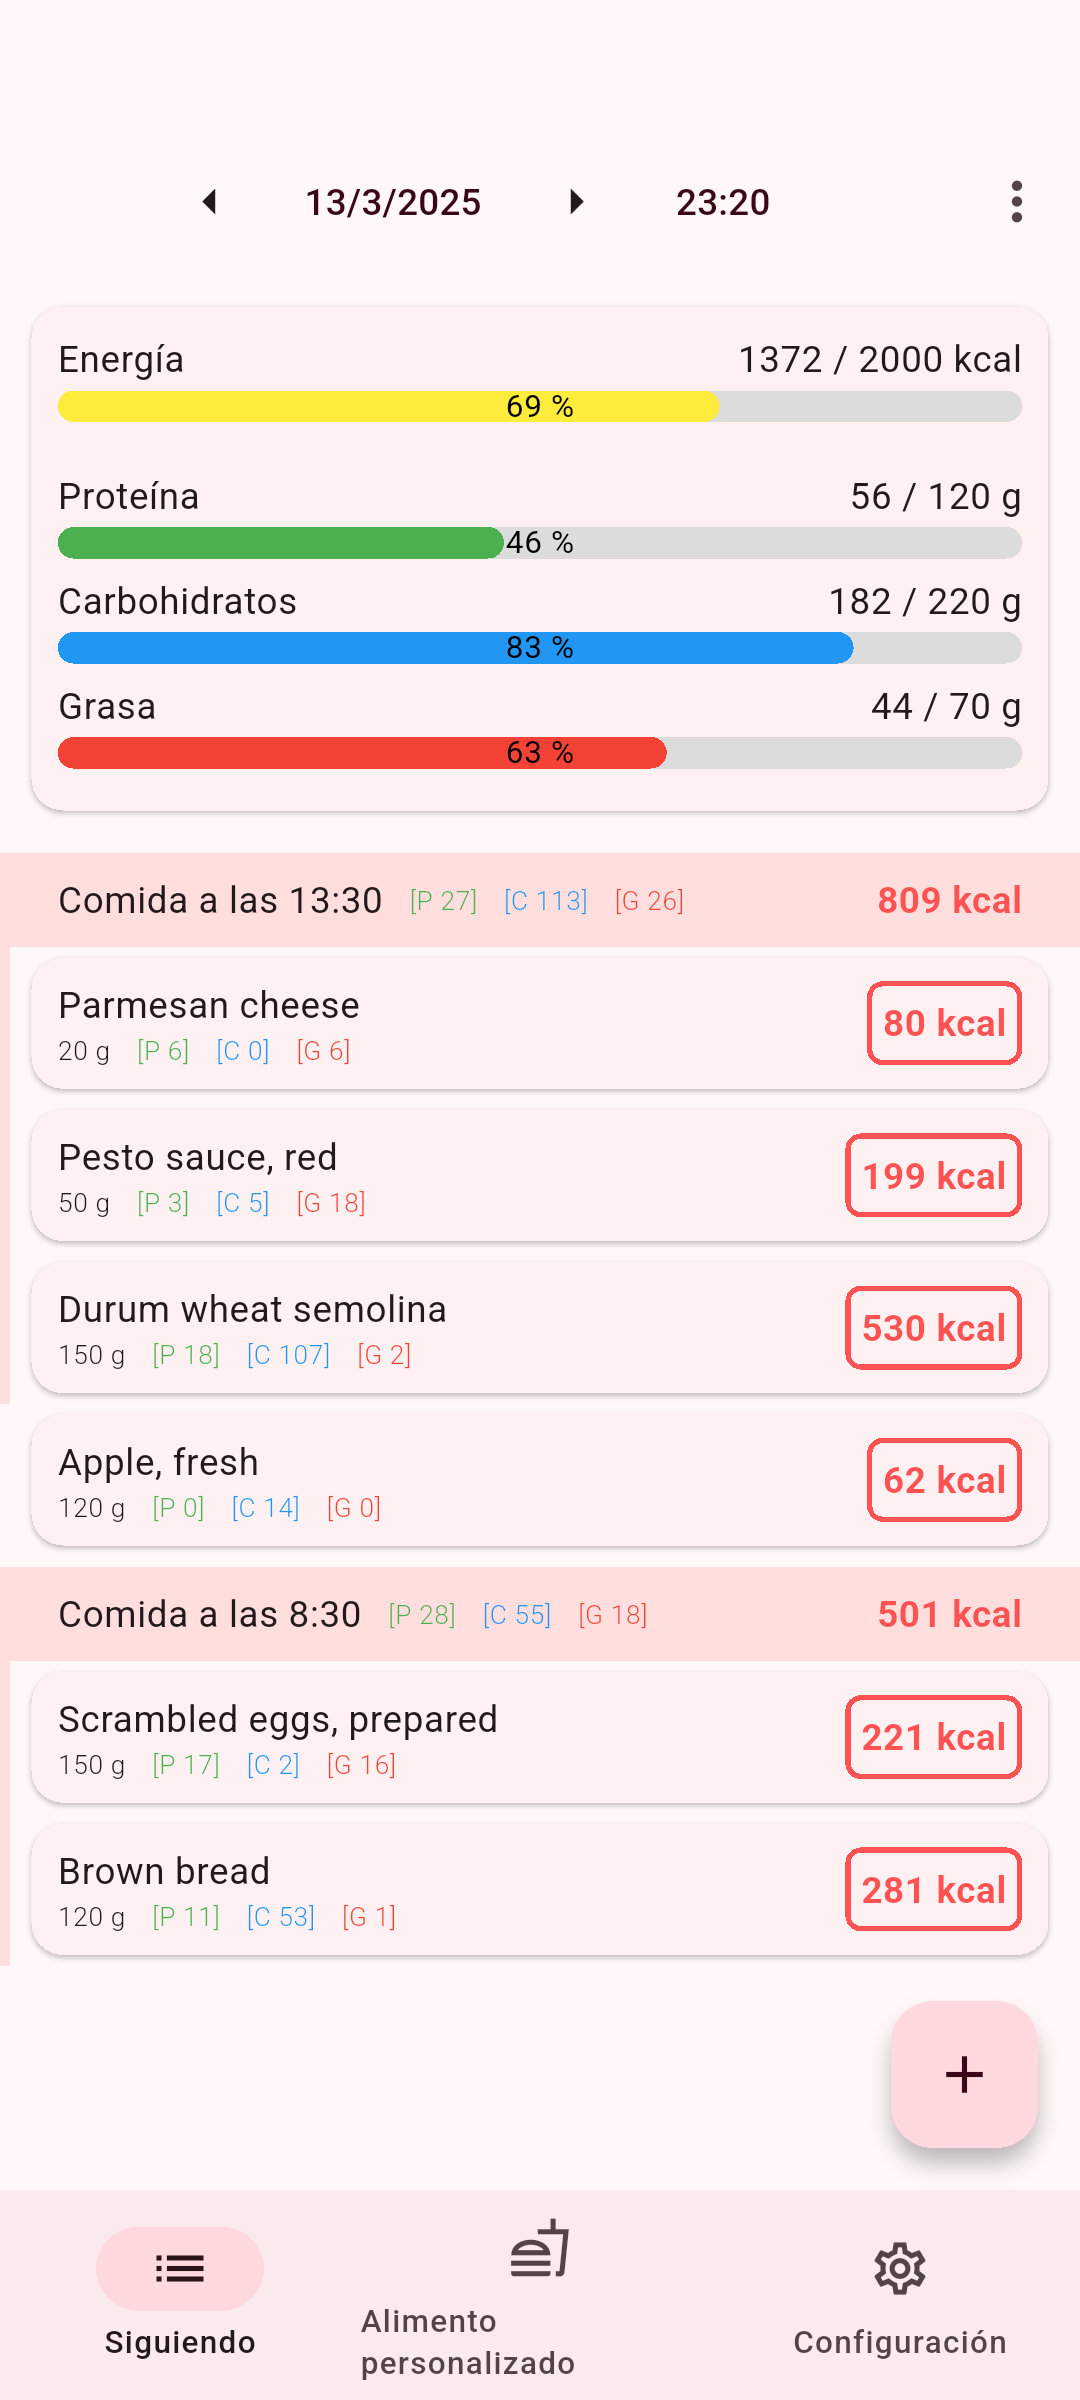 13/3/2025 23:20
Energía 1372 / 2000 kcal
69 %
Proteína 56 / 120 g
46 %
Carbohidratos 182 / 220 g
83 %
Grasa 44 / 70 g
63 %
Comida a las 13:30 [P 27] [C 113] [G 26] 809 kcal
Parmesan cheese
20 g [P 6] [C 0] [G 6]
80 kcal
Pesto sauce, red
50 g [P 3] [C 5] [G 18]
199 kcal
Durum wheat semolina
150 g [P 18] [C 107] [G 2]
530 kcal
Apple, fresh
120 g [P 0] [C 14] [G 0]
62 kcal
Comida a las 8:30 [P 28] [C 55] [G 18] 501 kcal
Scrambled eggs, prepared
150 g [P 17] [C 2] [G 16]
221 kcal
Brown bread
120 g [P 11] [C 53] [G 1]
281 kcal
Siguiendo
Alimento
personalizado
Configuración